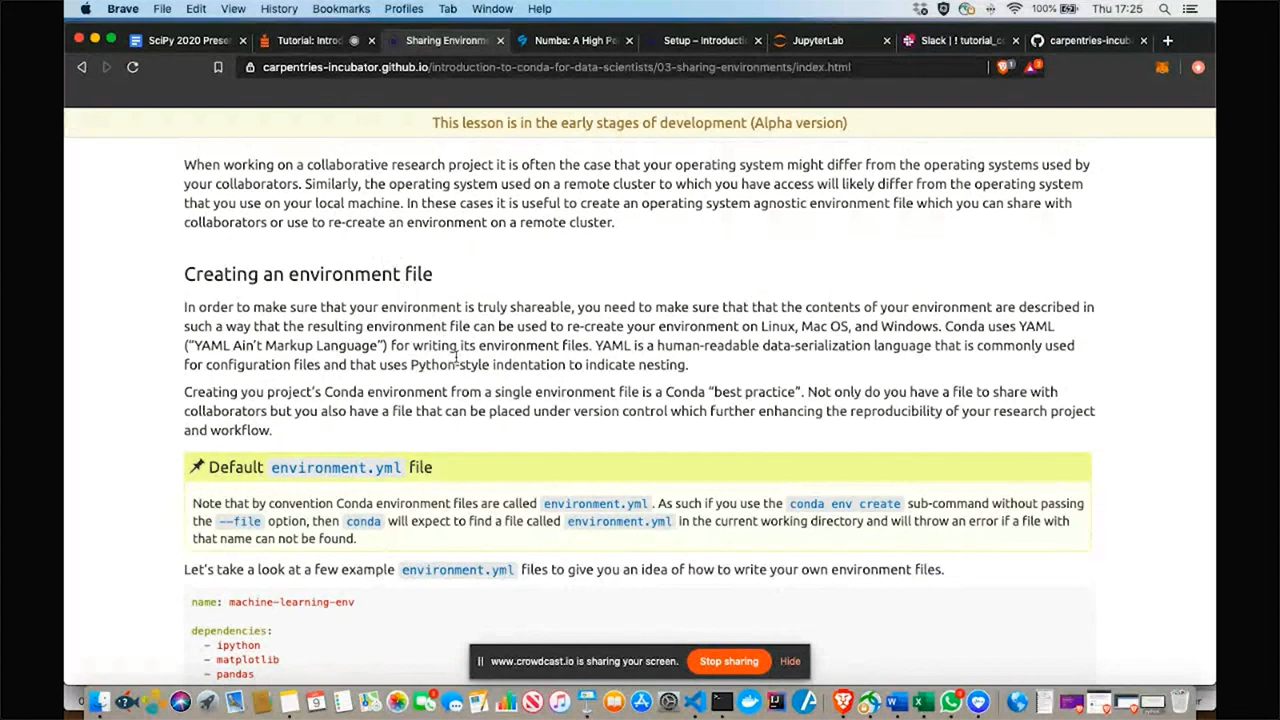 Brave File Edit View History Bookmarks Profiles Tab Window Help 100% Thu 17:25
SciPy 2020 Prese Tutorial: Introd Sharing Environm Numba: A High P Setup – Introductio JupyterLab Slack | ! tutorial_co carpentries-incub
carpentries-incubator.github.io/introduction-to-conda-for-data-scientists/03-sharing-environments/index.html
This lesson is in the early stages of development (Alpha version)
When working on a collaborative research project it is often the case that your operating system might differ from the operating systems used by
your collaborators. Similarly, the operating system used on a remote cluster to which you have access will likely differ from the operating system
that you use on your local machine. In these cases it is useful to create an operating system agnostic environment file which you can share with
collaborators or use to re-create an environment on a remote cluster.
Creating an environment file
In order to make sure that your environment is truly shareable, you need to make sure that that the contents of your environment are described in
such a way that the resulting environment file can be used to re-create your environment on Linux, Mac OS, and Windows. Conda uses YAML
(“YAML Ain’t Markup Language”) for writing its environment files. YAML is a human-readable data-serialization language that is commonly used
for configuration files and that uses Python-style indentation to indicate nesting.
Creating you project’s Conda environment from a single environment file is a Conda “best practice”. Not only do you have a file to share with
collaborators but you also have a file that can be placed under version control which further enhancing the reproducibility of your research project
and workflow.
Default environment.yml file
Note that by convention Conda environment files are called environment.yml. As such if you use the conda env create sub-command without passing
the --file option, then conda will expect to find a file called environment.yml in the current working directory and will throw an error if a file with
that name can not be found.
Let’s take a look at a few example environment.yml files to give you an idea of how to write your own environment files.
name: machine-learning-env
dependencies:
- ipython
- matplotlib
- pandas
www.crowdcast.io is sharing your screen. Stop sharing Hide